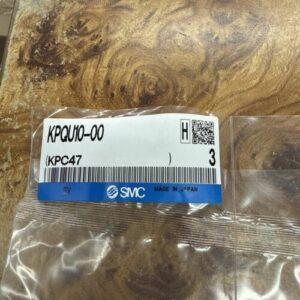 KPQU10-00 H
(KPC47 ) 3
SMC MADE IN JAPAN